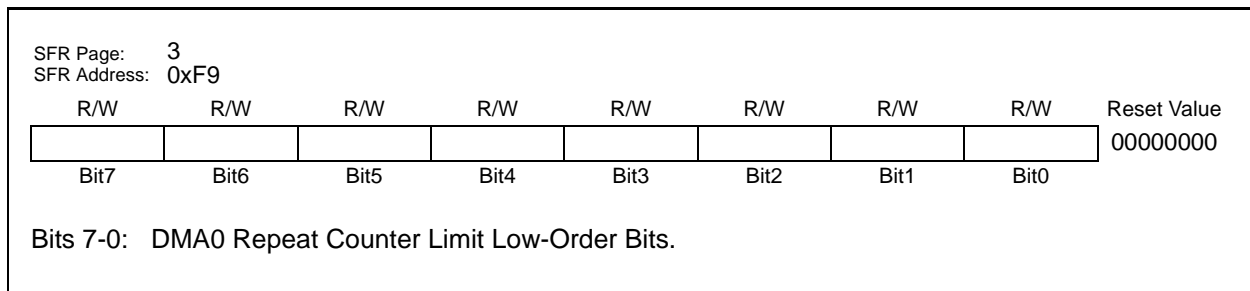 SFR Page: 3
SFR Address: 0xF9
R/W R/W R/W R/W R/W R/W R/W R/W Reset Value
00000000
Bit7 Bit6 Bit5 Bit4 Bit3 Bit2 Bit1 Bit0
Bits 7-0: DMA0 Repeat Counter Limit Low-Order Bits.